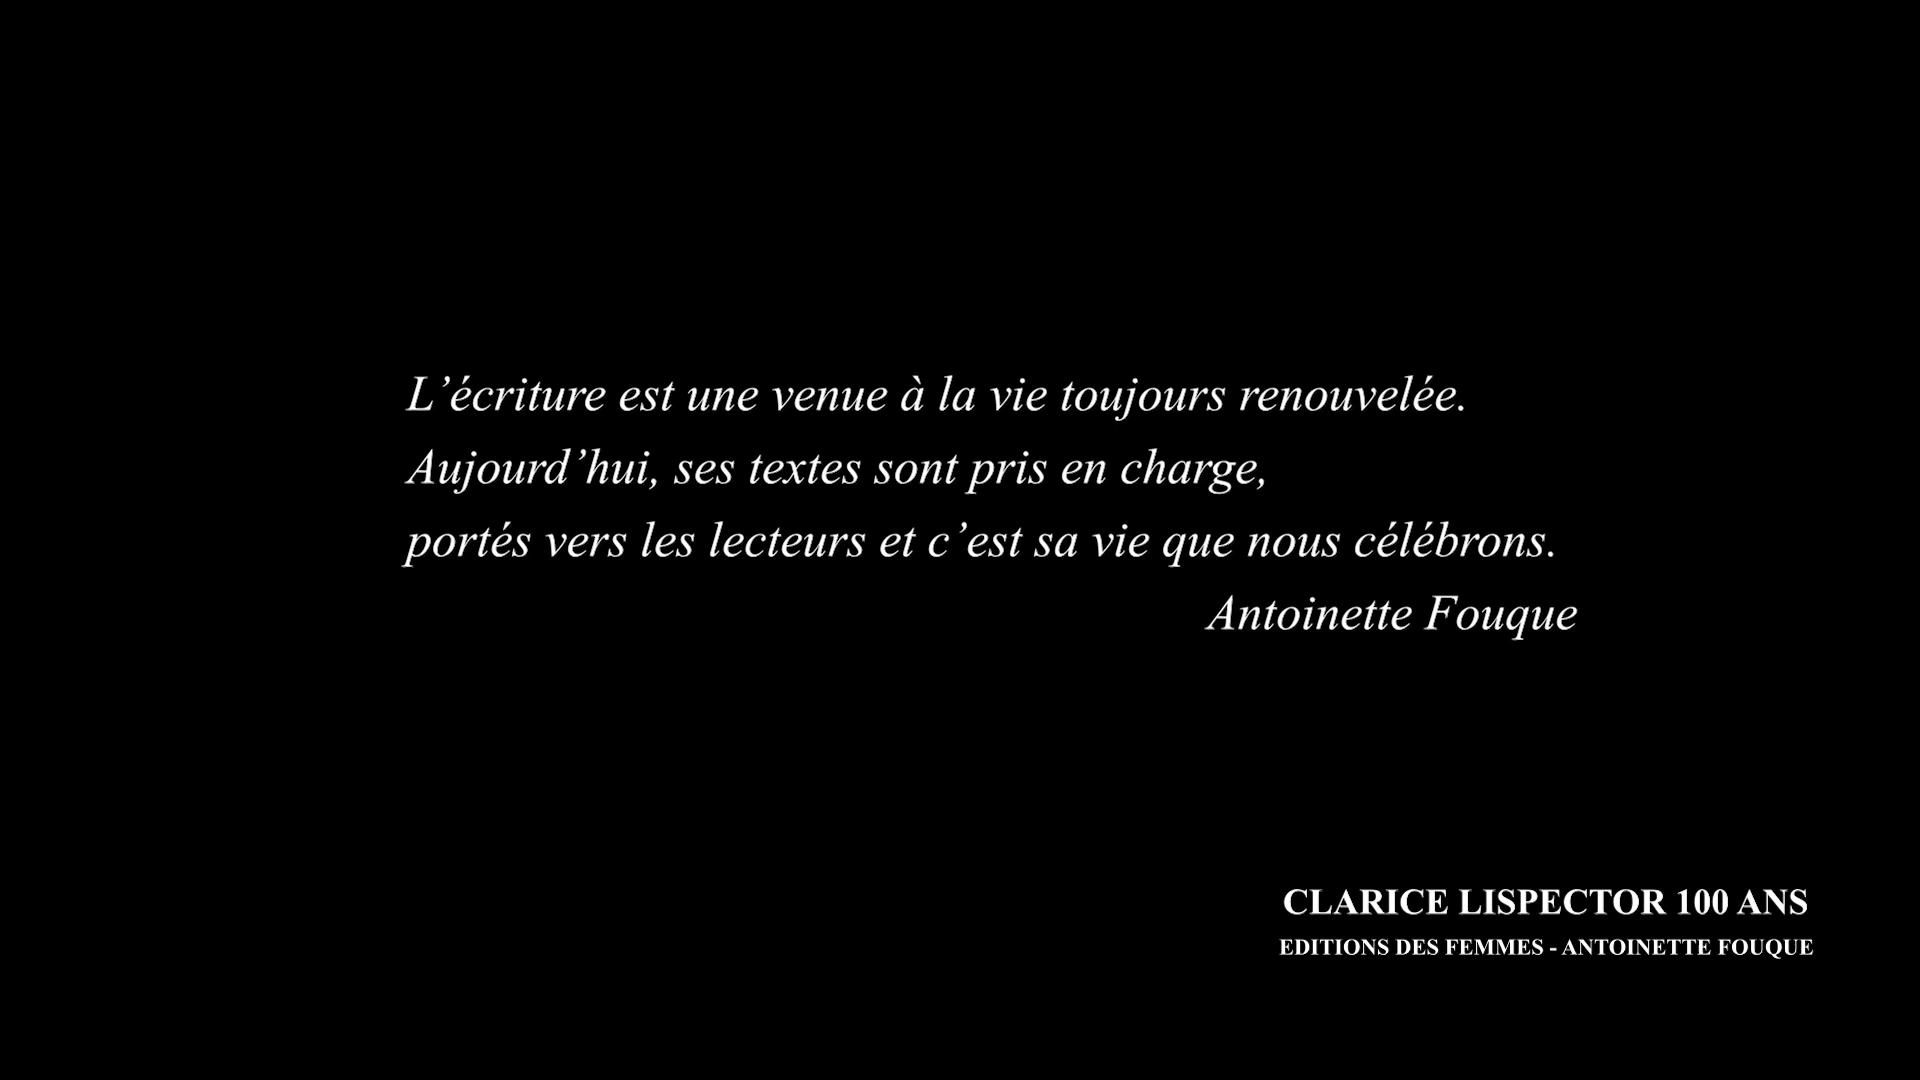 L’écriture est une venue à la vie toujours renouvelée.
Aujourd’hui, ses textes sont pris en charge,
portés vers les lecteurs et c’est sa vie que nous célébrons.
Antoinette Fouque
CLARICE LISPECTOR 100 ANS
EDITIONS DES FEMMES - ANTOINETTE FOUQUE